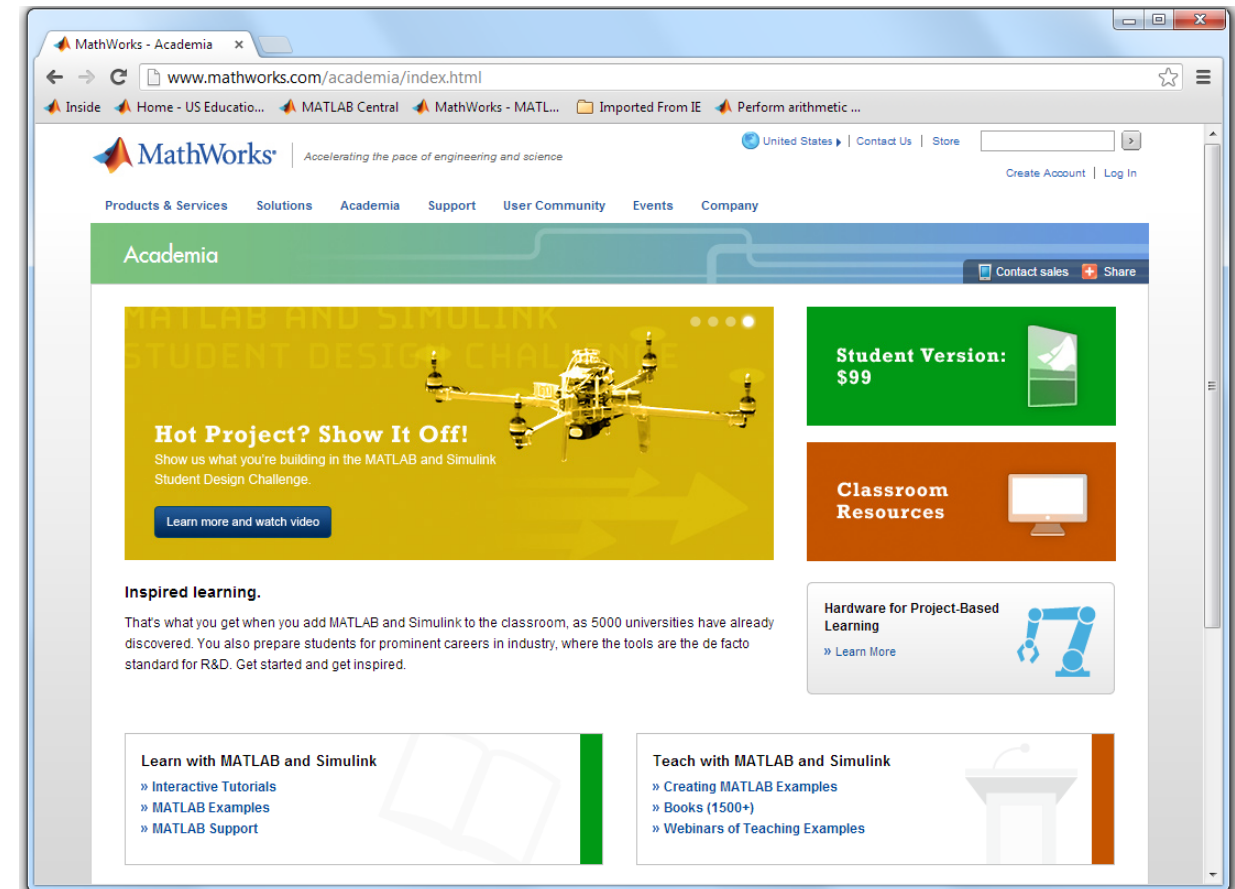 MathWorks - Academia
www.mathworks.com/academia/index.html
Inside
Home - US Educatio...
MATLAB Central
MathWorks - MATL...
Imported From IE
Perform arithmetic ...
MathWorks®
Accelerating the pace of engineering and science
United States
Contact Us
Store
Create Account
Log In
Products & Services
Solutions
Academia
Support
User Community
Events
Company
Academia
Contact sales
Share
MATLAB AND SIMULINK
STUDENT DESIGN CHALLENGE
Hot Project? Show It Off!
Show us what you're building in the MATLAB and Simulink
Student Design Challenge.
Learn more and watch video
Student Version:
$99
Classroom
Resources
Inspired learning.
That's what you get when you add MATLAB and Simulink to the classroom, as 5000 universities have already
discovered. You also prepare students for prominent careers in industry, where the tools are the de facto
standard for R&D. Get started and get inspired.
Hardware for Project-Based
Learning
» Learn More
Learn with MATLAB and Simulink
» Interactive Tutorials
» MATLAB Examples
» MATLAB Support
Teach with MATLAB and Simulink
» Creating MATLAB Examples
» Books (1500+)
» Webinars of Teaching Examples